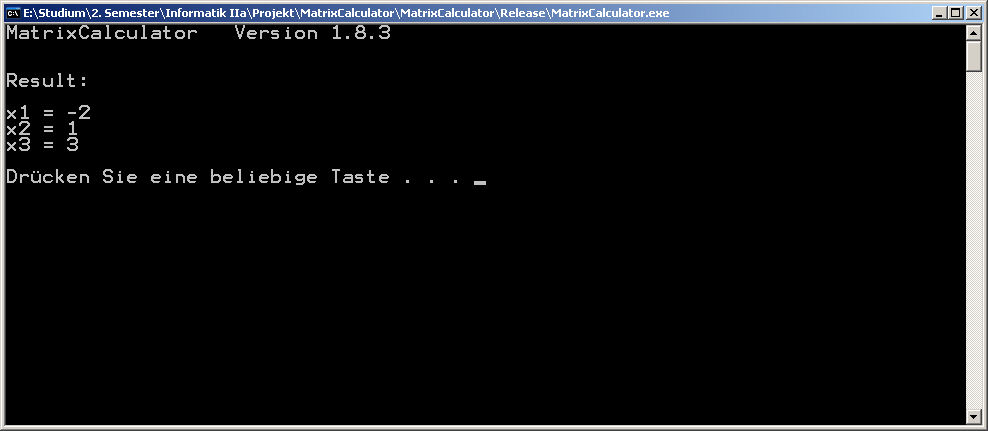 E:\Studium\2. Semester\Informatik IIa\Projekt\MatrixCalculator\MatrixCalculator\Release\MatrixCalculator.exe
MatrixCalculator   Version 1.8.3
Result:
x1 = -2
x2 = 1
x3 = 3
Drücken Sie eine beliebige Taste . . . _